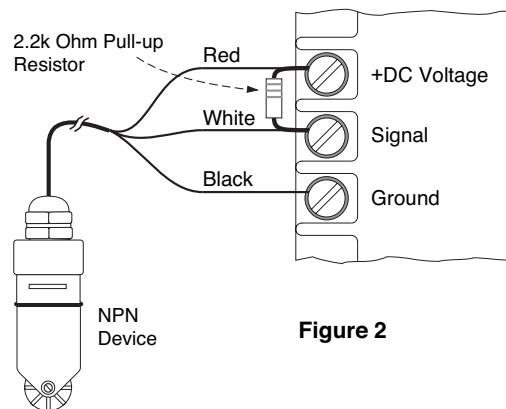 2.2k Ohm Pull-up
Resistor
Red
+DC Voltage
White
Signal
Black
Ground
NPN
Device
Figure 2